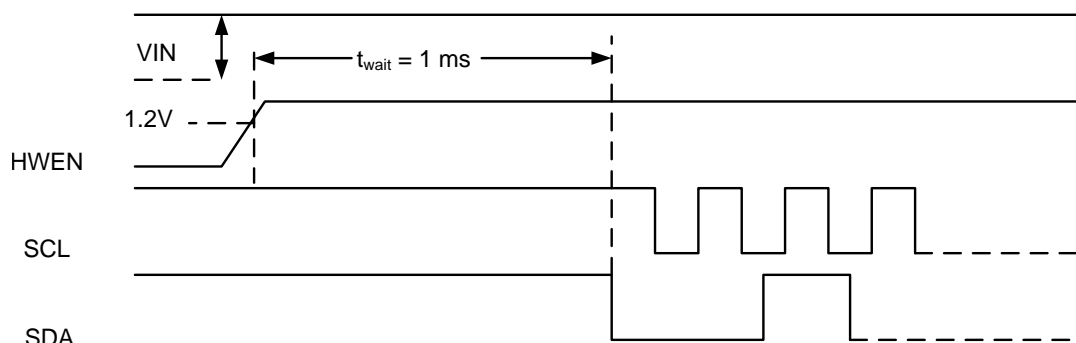 VIN
t_wait = 1 ms
1.2V
HWEN
SCL
SDA